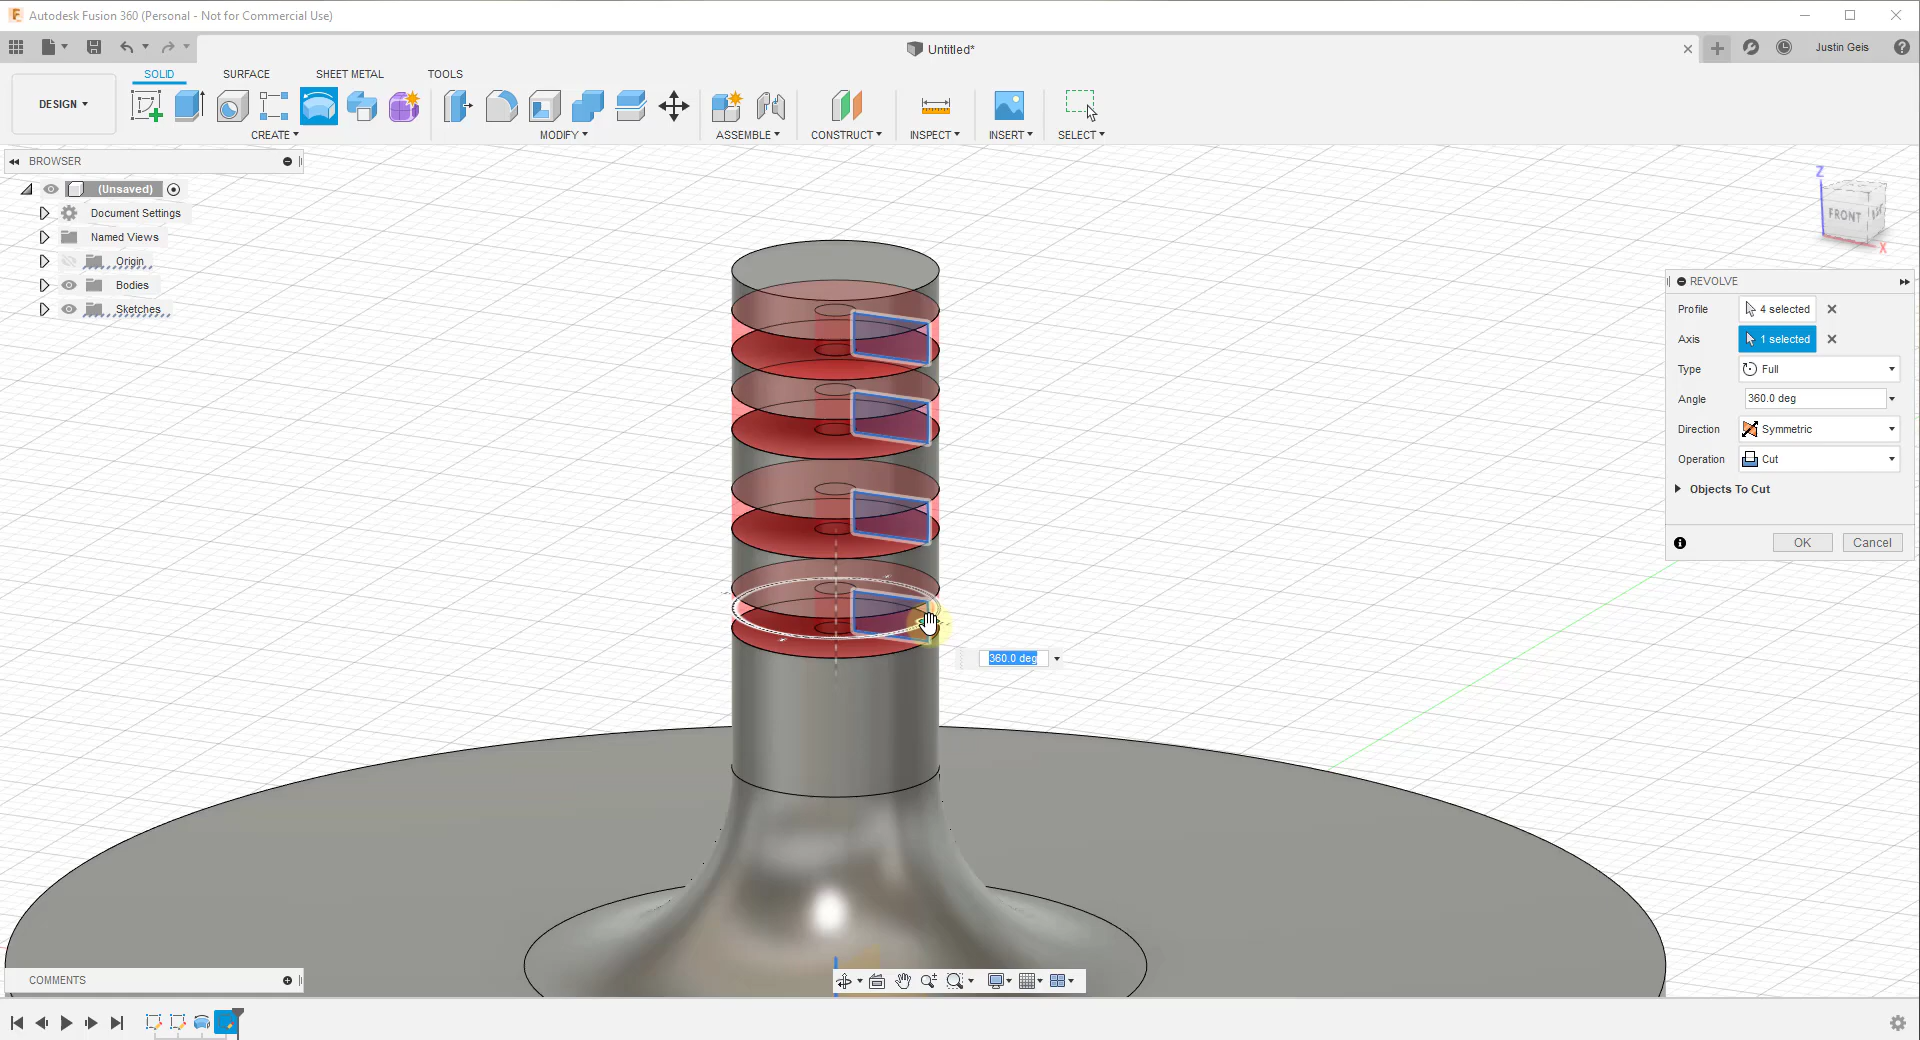 Autodesk Fusion 360 (Personal - Not for Commercial Use)
Untitled*
Justin Geis
SOLID
SURFACE
SHEET METAL
TOOLS
DESIGN
CREATE
MODIFY
ASSEMBLE
CONSTRUCT
INSPECT
INSERT
SELECT
BROWSER
(Unsaved)
Document Settings
Named Views
Origin
Bodies
Sketches
Z
FRONT
X
REVOLVE
Profile 4 selected
Axis 1 selected
Type Full
Angle 360.0 deg
Direction Symmetric
Operation Cut
Objects To Cut
OK Cancel
360.0 deg
COMMENTS